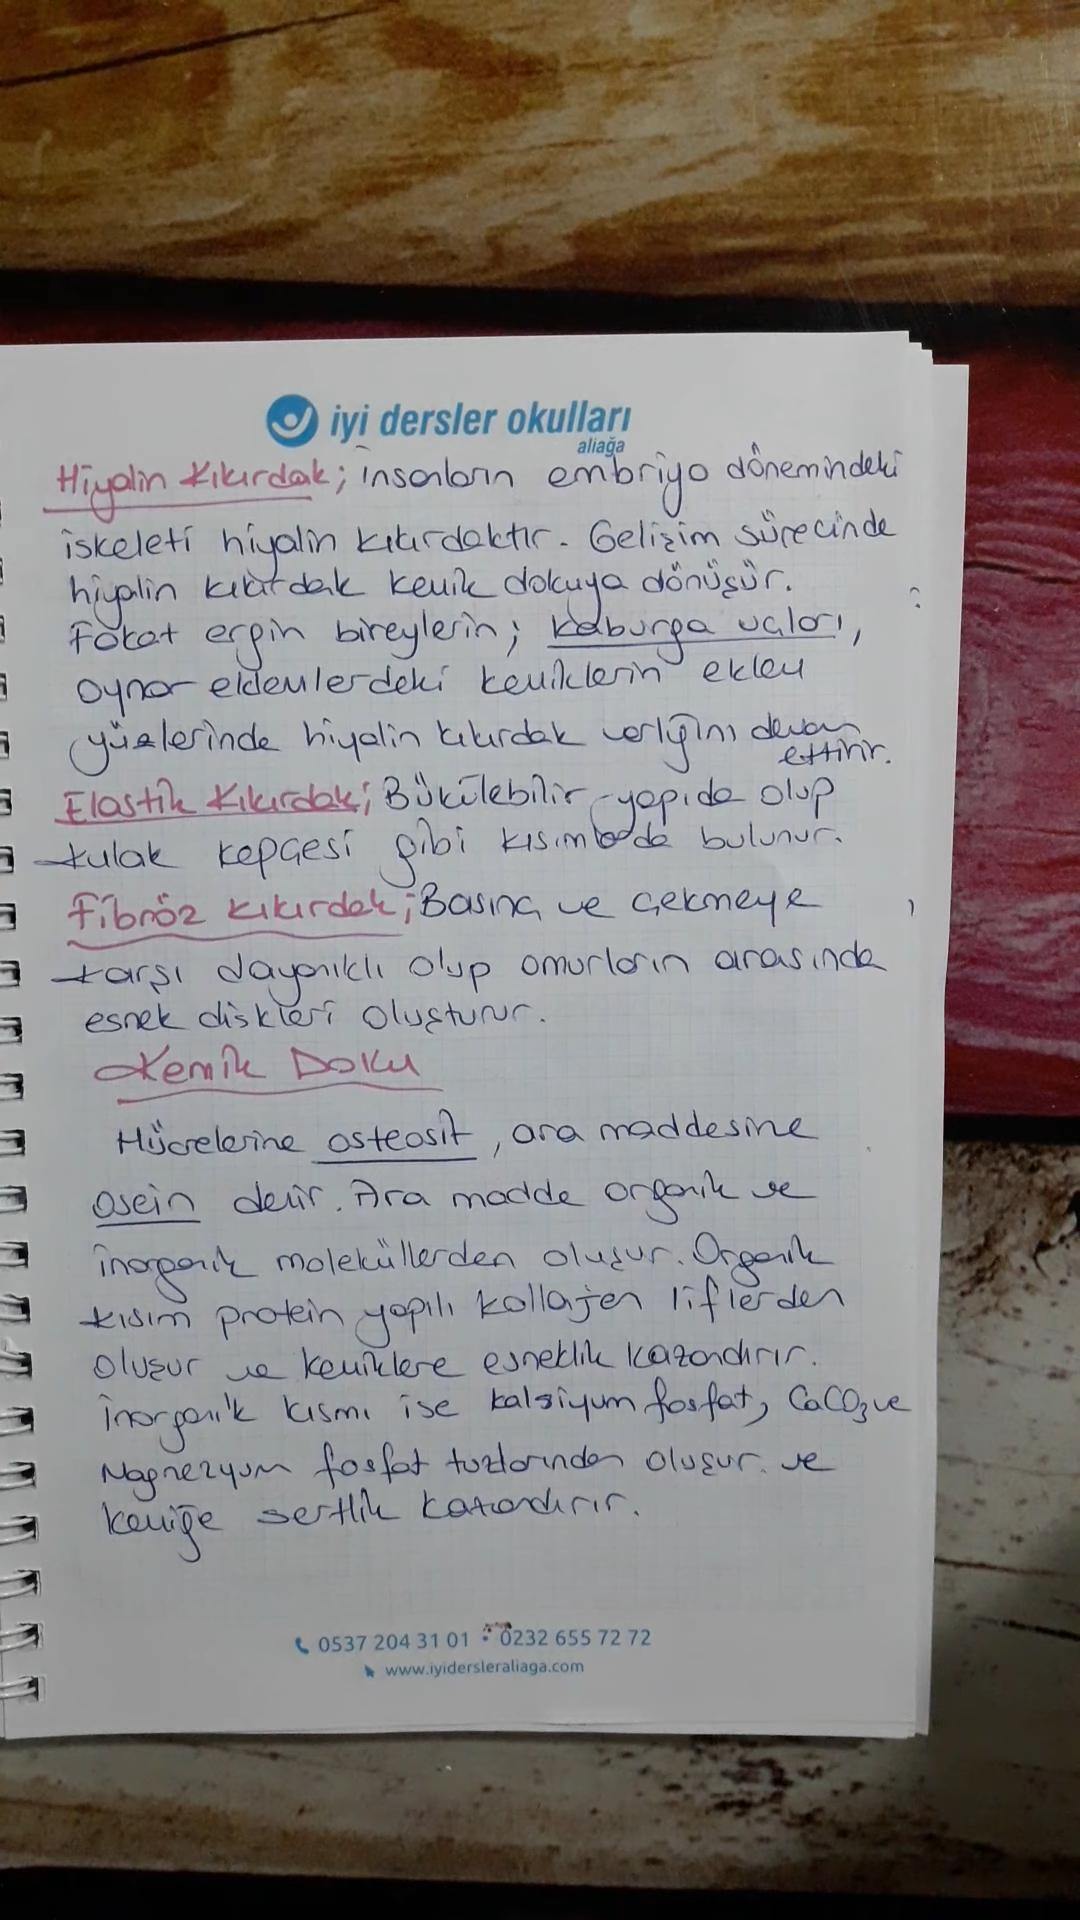 iyi dersler okulları
aliağa
Hiyalin Kıkırdak; İnsanların embriyo dönemindeki
iskeleti hiyalin kıkırdaktır. Gelişim sürecinde
hiyalin kıkırdak kemik dokuya dönüşür.
Fakat ergin bireylerin; kaburga uçları,
oynar eklemlerdeki kemiklerin eklem
yüzlerinde hiyalin kıkırdak varlığını devam
ettirir.
Elastik Kıkırdak; Bükülebilir yapıda olup
kulak kepçesi gibi kısımlarda bulunur.
Fibröz Kıkırdak; Basınç ve çekmeye
karşı dayanıklı olup omurların arasında
esnek diskleri oluşturur.
Kemik Doku
Hücrelerine osteosit, ara maddesine
osein denir. Ara madde organik ve
inorganik moleküllerden oluşur. Organik
kısım protein yapılı kollajen liflerden
oluşur ve kemiklere esneklik kazandırır.
İnorganik kısmı ise kalsiyum fosfat, CaCO3 ve
Magnezyum fosfat tuzlarından oluşur. ve
kemiğe sertlik kazandırır.
0537 204 31 01 • 0232 655 72 72
www.iyidersleraliaga.com